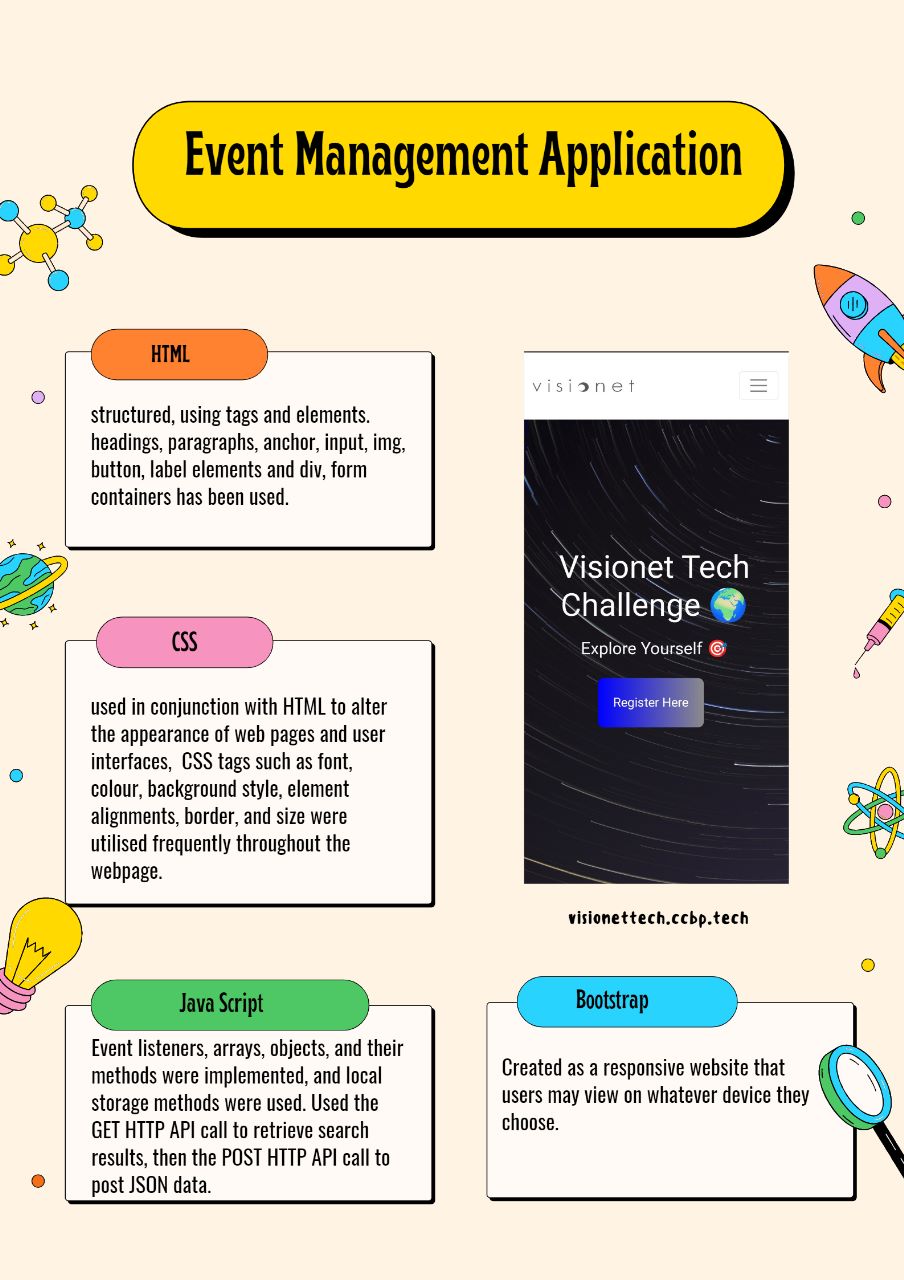 Event Management Application
HTML
structured, using tags and elements.
headings, paragraphs, anchor, input, img,
button, label elements and div, form
containers has been used.
visionet
Visionet Tech
Challenge 🌍
Explore Yourself 🎯
Register Here
visionettech.ccbp.tech
CSS
used in conjunction with HTML to alter
the appearance of web pages and user
interfaces,  CSS tags such as font,
colour, background style, element
alignments, border, and size were
utilised frequently throughout the
webpage.
Java Script
Event listeners, arrays, objects, and their
methods were implemented, and local
storage methods were used. Used the
GET HTTP API call to retrieve search
results, then the POST HTTP API call to
post JSON data.
Bootstrap
Created as a responsive website that
users may view on whatever device they
choose.